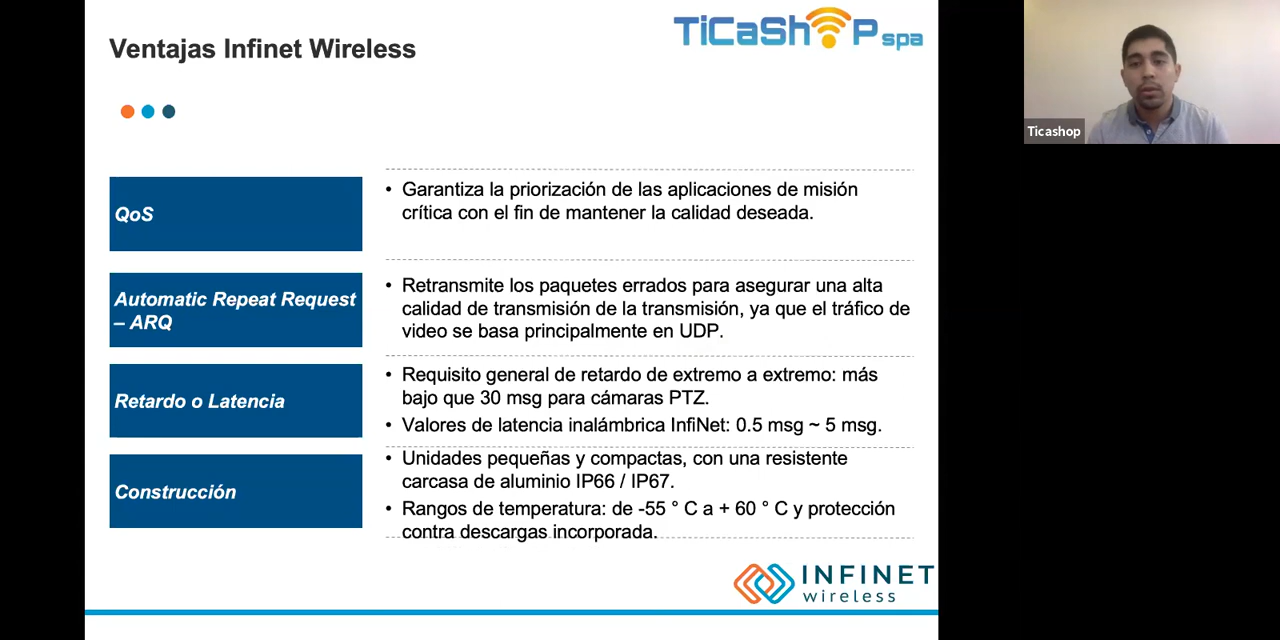 Ventajas Infinet Wireless
TiCaShoP spa
Ticashop
QoS
• Garantiza la priorización de las aplicaciones de misión
crítica con el fin de mantener la calidad deseada.
Automatic Repeat Request
– ARQ
• Retransmite los paquetes errados para asegurar una alta
calidad de transmisión de la transmisión, ya que el tráfico de
video se basa principalmente en UDP.
Retardo o Latencia
• Requisito general de retardo de extremo a extremo: más
bajo que 30 msg para cámaras PTZ.
• Valores de latencia inalámbrica InfiNet: 0.5 msg ~ 5 msg.
Construcción
• Unidades pequeñas y compactas, con una resistente
carcasa de aluminio IP66 / IP67.
• Rangos de temperatura: de -55 ° C a + 60 ° C y protección
contra descargas incorporada.
INFINET
wireless